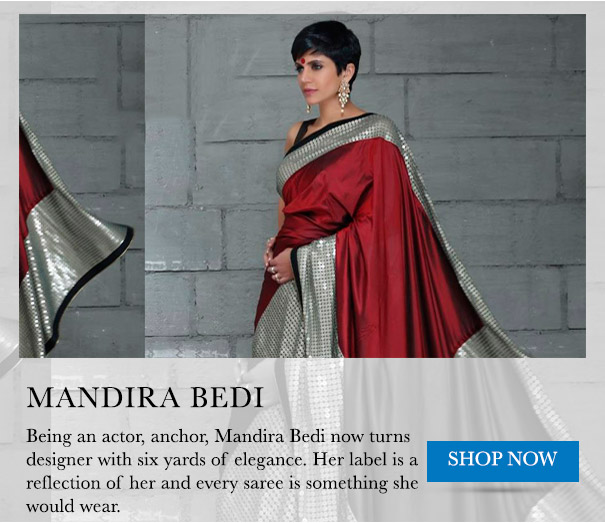 MANDIRA BEDI
Being an actor, anchor, Mandira Bedi now turns
designer with six yards of elegance. Her label is a
reflection of her and every saree is something she
would wear.
SHOP NOW